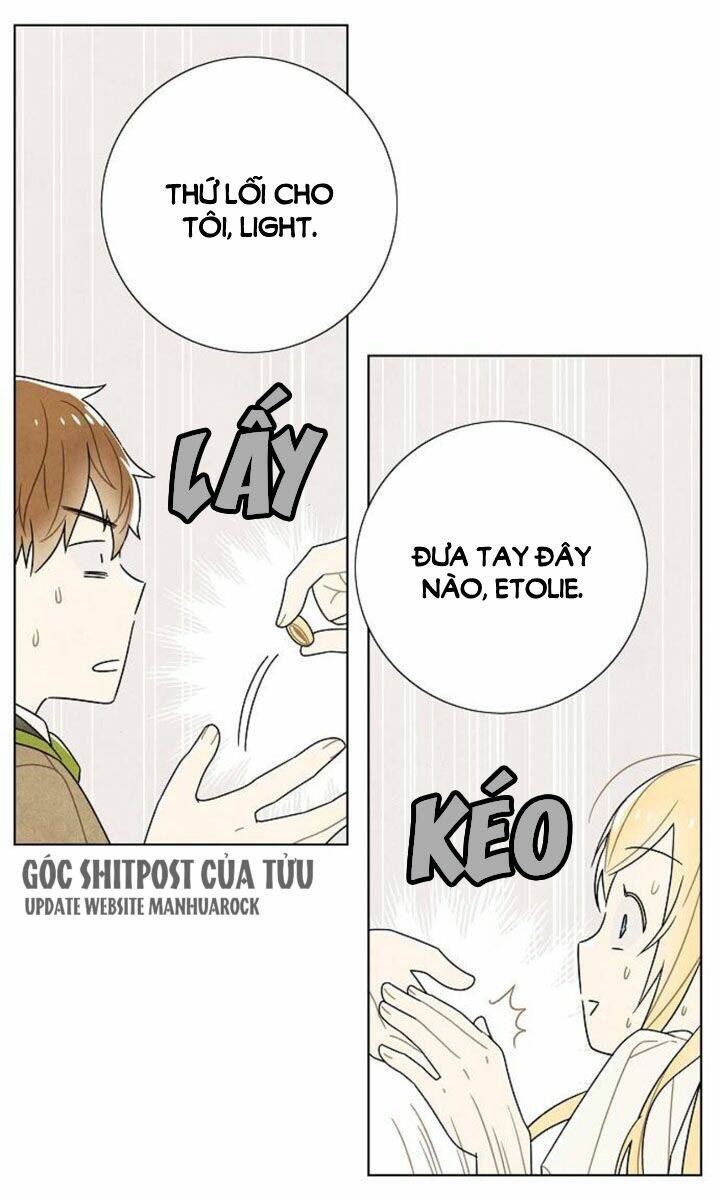 THỨ LỖI CHO
TÔI, LIGHT.
LẤY
ĐƯA TAY ĐÂY
NÀO, ETOLIE.
KÉO
GÓC SHITPOST CỦA TỬU
UPDATE WEBSITE MANHUAROCK